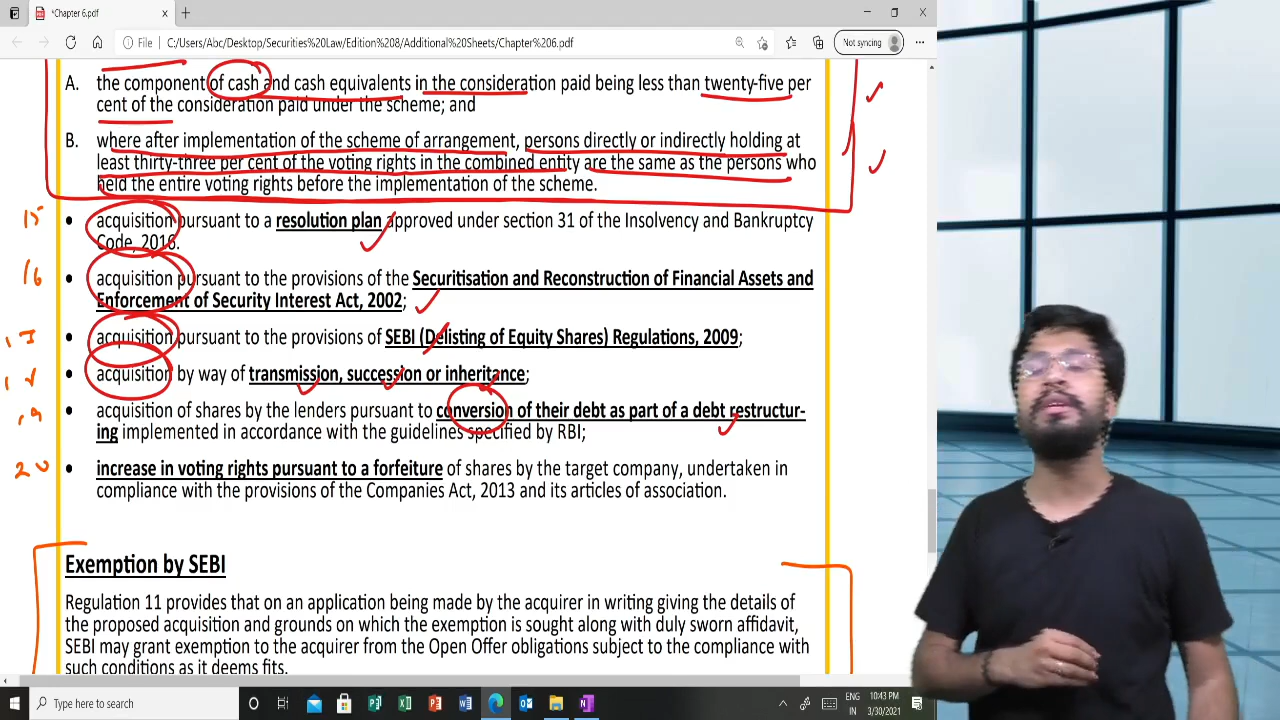 *Chapter 6.pdf
File
C:/Users/Abc/Desktop/Securities%20Law/Edition%208/Additional%20Sheets/Chapter%206.pdf
Not syncing
A. the component of cash and cash equivalents in the consideration paid being less than twenty-five per
cent of the consideration paid under the scheme; and
B. where after implementation of the scheme of arrangement, persons directly or indirectly holding at
least thirty-three per cent of the voting rights in the combined entity are the same as the persons who
held the entire voting rights before the implementation of the scheme.
15
• acquisition pursuant to a resolution plan approved under section 31 of the Insolvency and Bankruptcy
Code, 2016.
16
• acquisition pursuant to the provisions of the Securitisation and Reconstruction of Financial Assets and
Enforcement of Security Interest Act, 2002;
17
• acquisition pursuant to the provisions of SEBI (Delisting of Equity Shares) Regulations, 2009;
18
• acquisition by way of transmission, succession or inheritance;
19
• acquisition of shares by the lenders pursuant to conversion of their debt as part of a debt restructur-
ing implemented in accordance with the guidelines specified by RBI;
20
• increase in voting rights pursuant to a forfeiture of shares by the target company, undertaken in
compliance with the provisions of the Companies Act, 2013 and its articles of association.
Exemption by SEBI
Regulation 11 provides that on an application being made by the acquirer in writing giving the details of
the proposed acquisition and grounds on which the exemption is sought along with duly sworn affidavit,
SEBI may grant exemption to the acquirer from the Open Offer obligations subject to the compliance with
such conditions as it deems fits.
Type here to search
ENG
IN
10:43 PM
3/30/2021